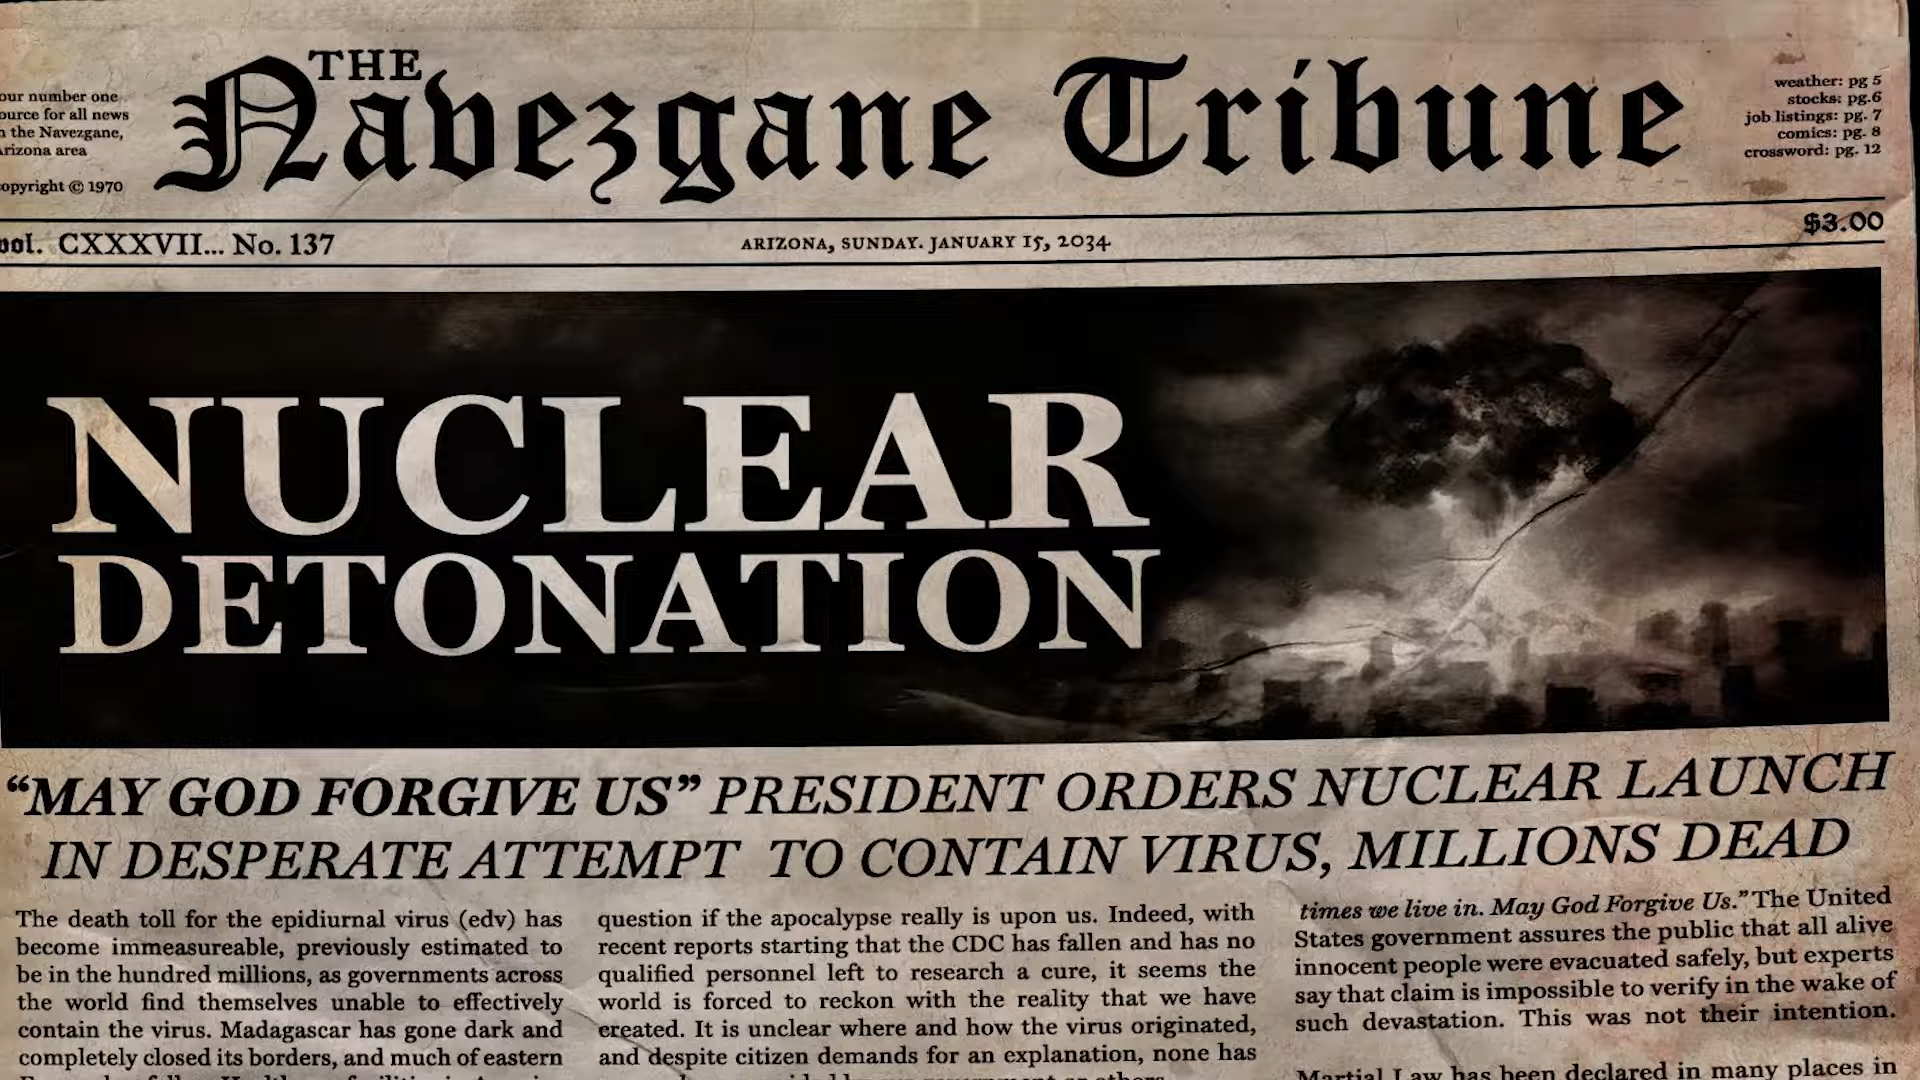 THE
Navezgane Tribune
our number one
ource for all news
n the Navezgane,
Arizona area
copyright © 1970
weather: pg 5
stocks: pg.6
job listings: pg. 7
comics: pg. 8
crossword: pg. 12
vol. CXXXVII... No. 137
ARIZONA, SUNDAY. JANUARY 15, 2034
$3.00
NUCLEAR
DETONATION
“MAY GOD FORGIVE US” PRESIDENT ORDERS NUCLEAR LAUNCH
IN DESPERATE ATTEMPT TO CONTAIN VIRUS, MILLIONS DEAD
The death toll for the epidiurnal virus (edv) has
become immeasureable, previously estimated to
be in the hundred millions, as governments across
the world find themselves unable to effectively
contain the virus. Madagascar has gone dark and
completely closed its borders, and much of eastern
question if the apocalypse really is upon us. Indeed, with
recent reports starting that the CDC has fallen and has no
qualified personnel left to research a cure, it seems the
world is forced to reckon with the reality that we have
created. It is unclear where and how the virus originated,
and despite citizen demands for an explanation, none has
times we live in. May God Forgive Us.” The United
States government assures the public that all alive
innocent people were evacuated safely, but experts
say that claim is impossible to verify in the wake of
such devastation. This was not their intention.
Martial Law has been declared in many places in